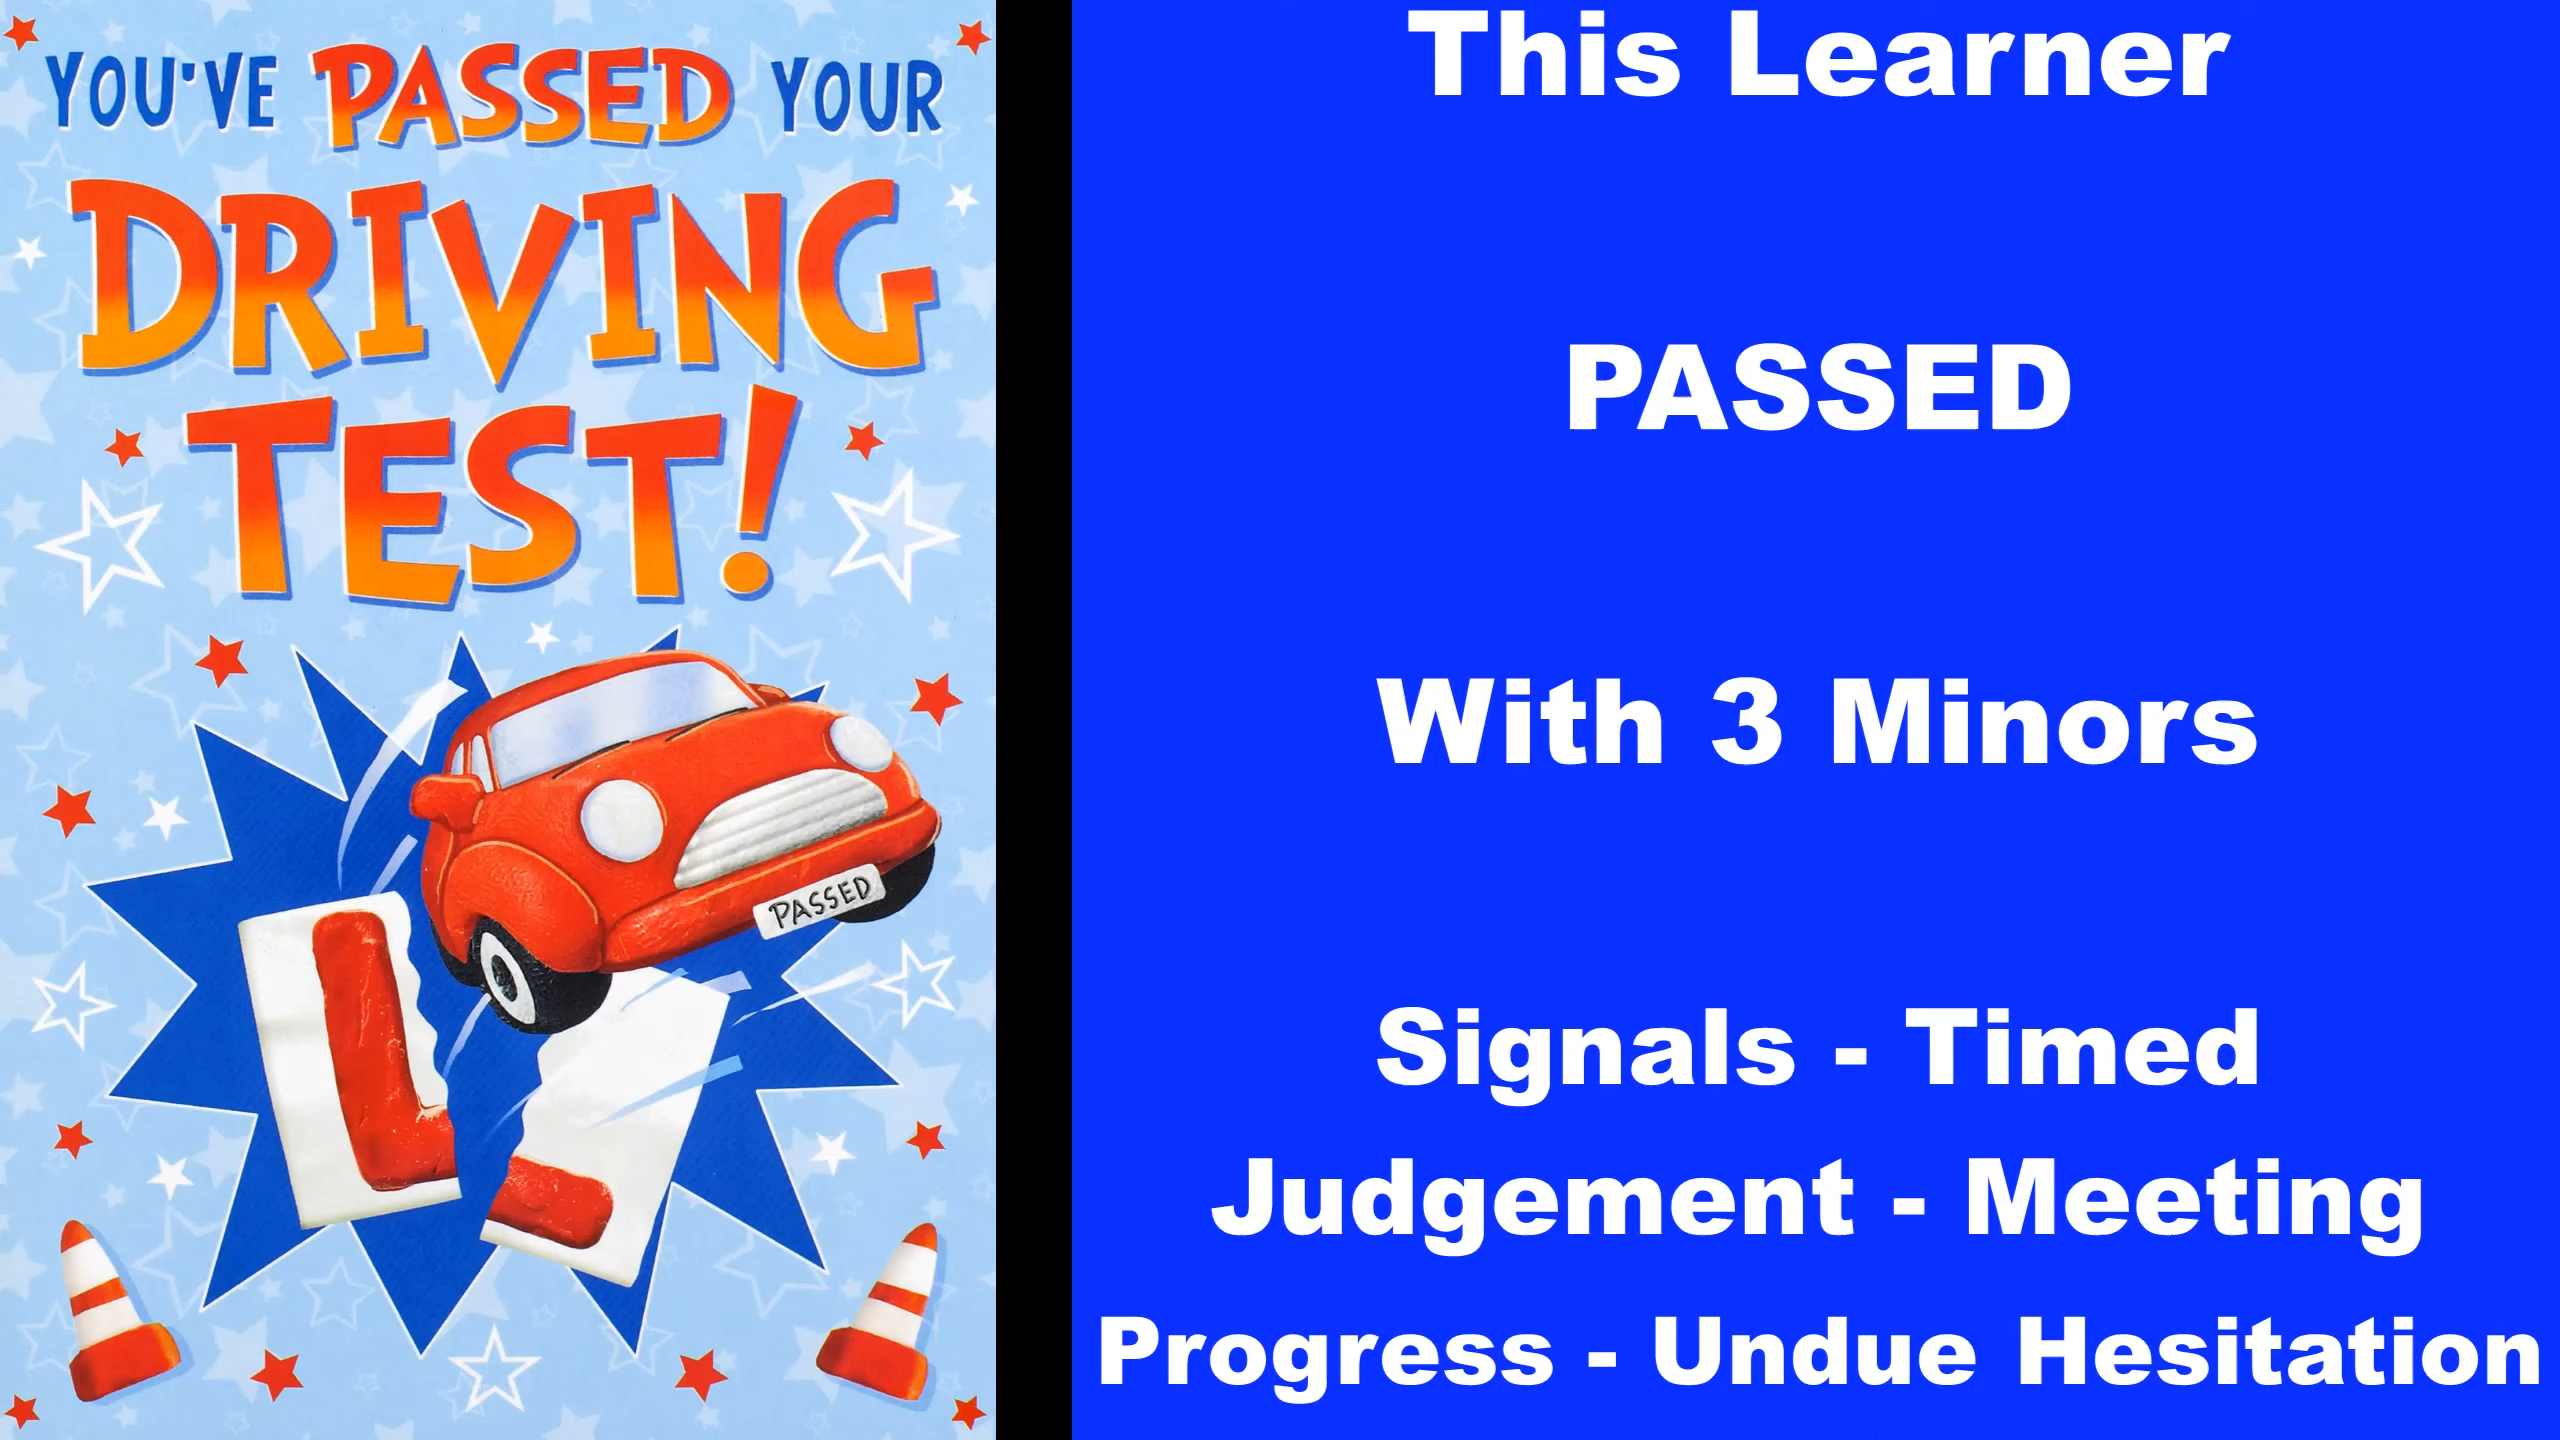 YOU'VE PASSED YOUR
DRIVING
TEST!
PASSED
L
This Learner
PASSED
With 3 Minors
Signals - Timed
Judgement - Meeting
Progress - Undue Hesitation